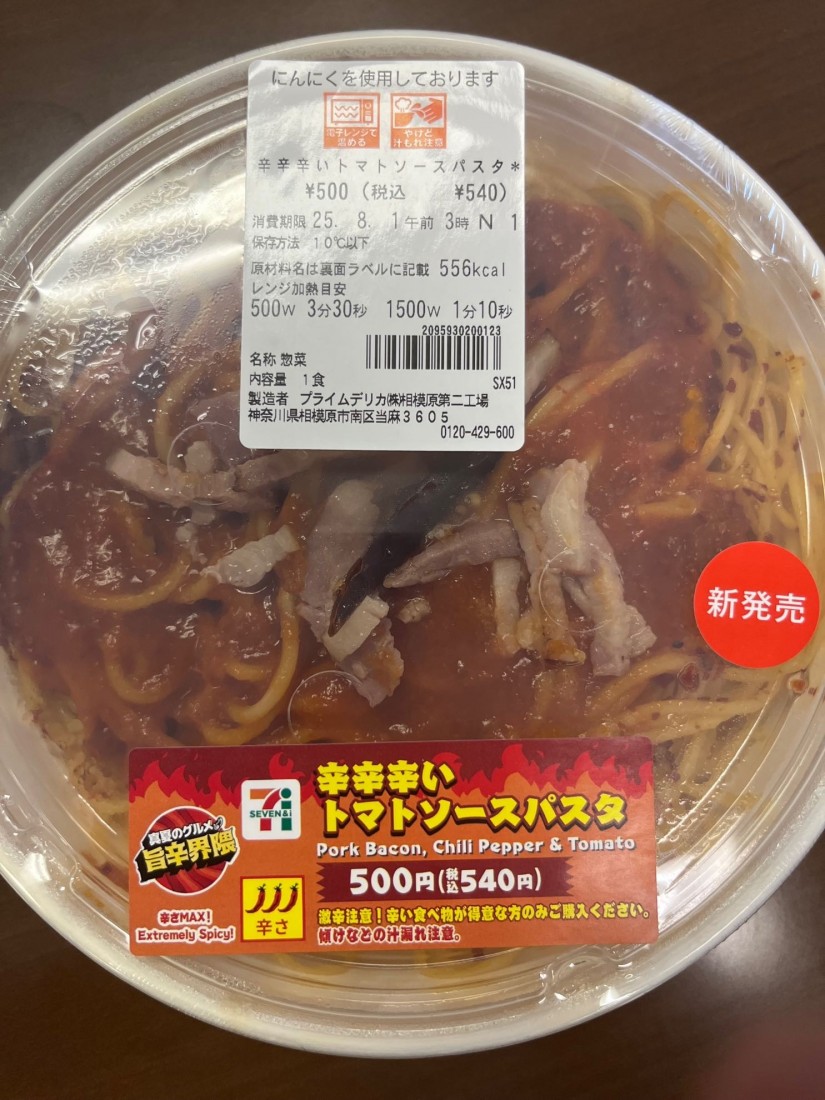 にんにくを使用しております
電子レンジで
温める
やけど
汁もれ注意
辛辛辛いトマトソースパスタ*
¥500（税込 ¥540）
消費期限 25. 8. 1午前 3時 N 1
保存方法 10℃以下
原材料名は裏面ラベルに記載 556kcal
レンジ加熱目安
500W 3分30秒 1500W 1分10秒
2095930200123
名称 惣菜
内容量 1食
SX51
製造者 プライムデリカ㈱相模原第二工場
神奈川県相模原市南区当麻3605
0120-429-600
新発売
真夏のグルメ
旨辛界隈
辛さMAX!
Extremely Spicy!
7i
SEVEN&i
辛さ
辛辛辛い
トマトソースパスタ
Pork Bacon, Chili Pepper & Tomato
500円(税込540円)
激辛注意！辛い食べ物が得意な方のみご購入ください。
傾けなどの汁漏れ注意。